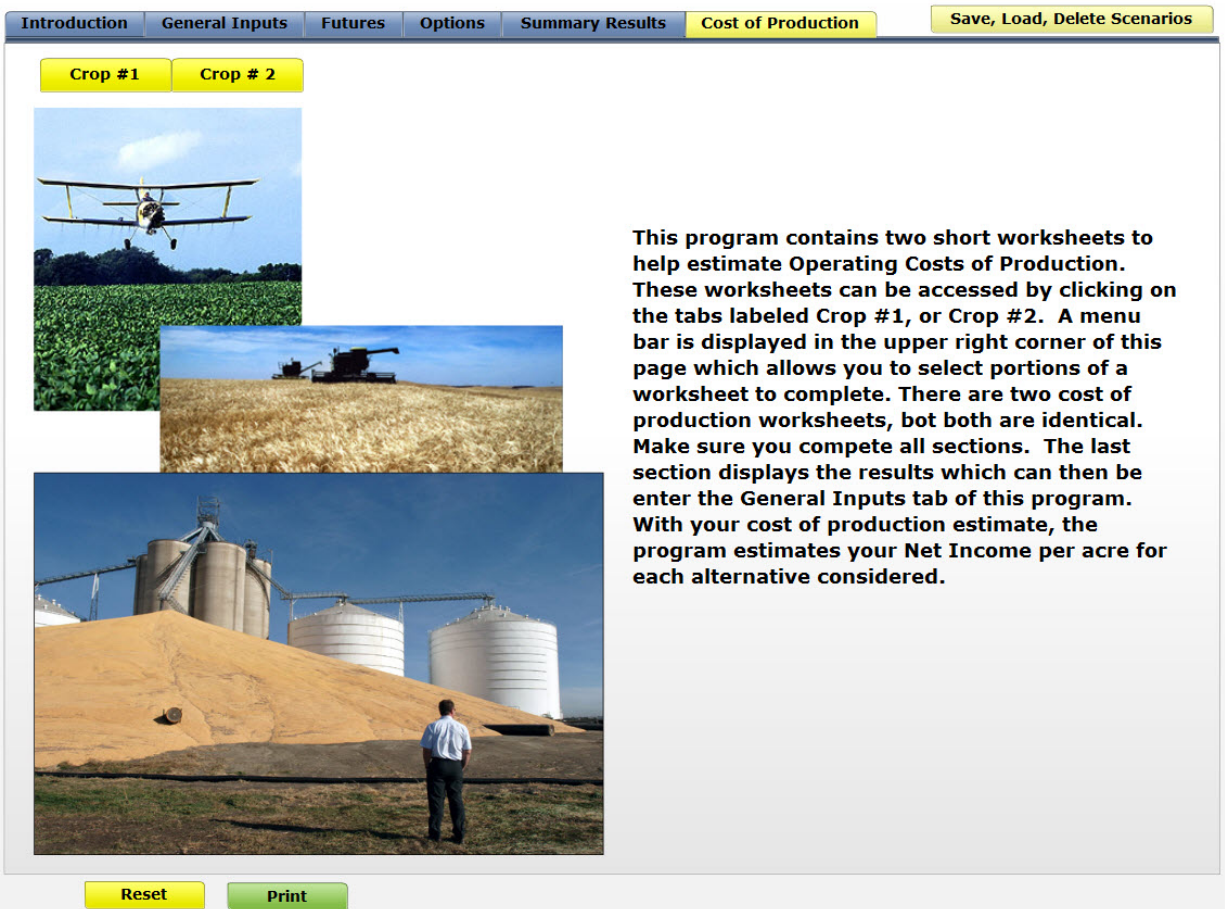 Introduction General Inputs Futures Options Summary Results Cost of Production Save, Load, Delete Scenarios
Crop #1 Crop # 2
This program contains two short worksheets to
help estimate Operating Costs of Production.
These worksheets can be accessed by clicking on
the tabs labeled Crop #1, or Crop #2.  A menu
bar is displayed in the upper right corner of this
page which allows you to select portions of a
worksheet to complete. There are two cost of
production worksheets, bot both are identical.
Make sure you compete all sections.  The last
section displays the results which can then be
enter the General Inputs tab of this program.
With your cost of production estimate, the
program estimates your Net Income per acre for
each alternative considered.
Reset Print